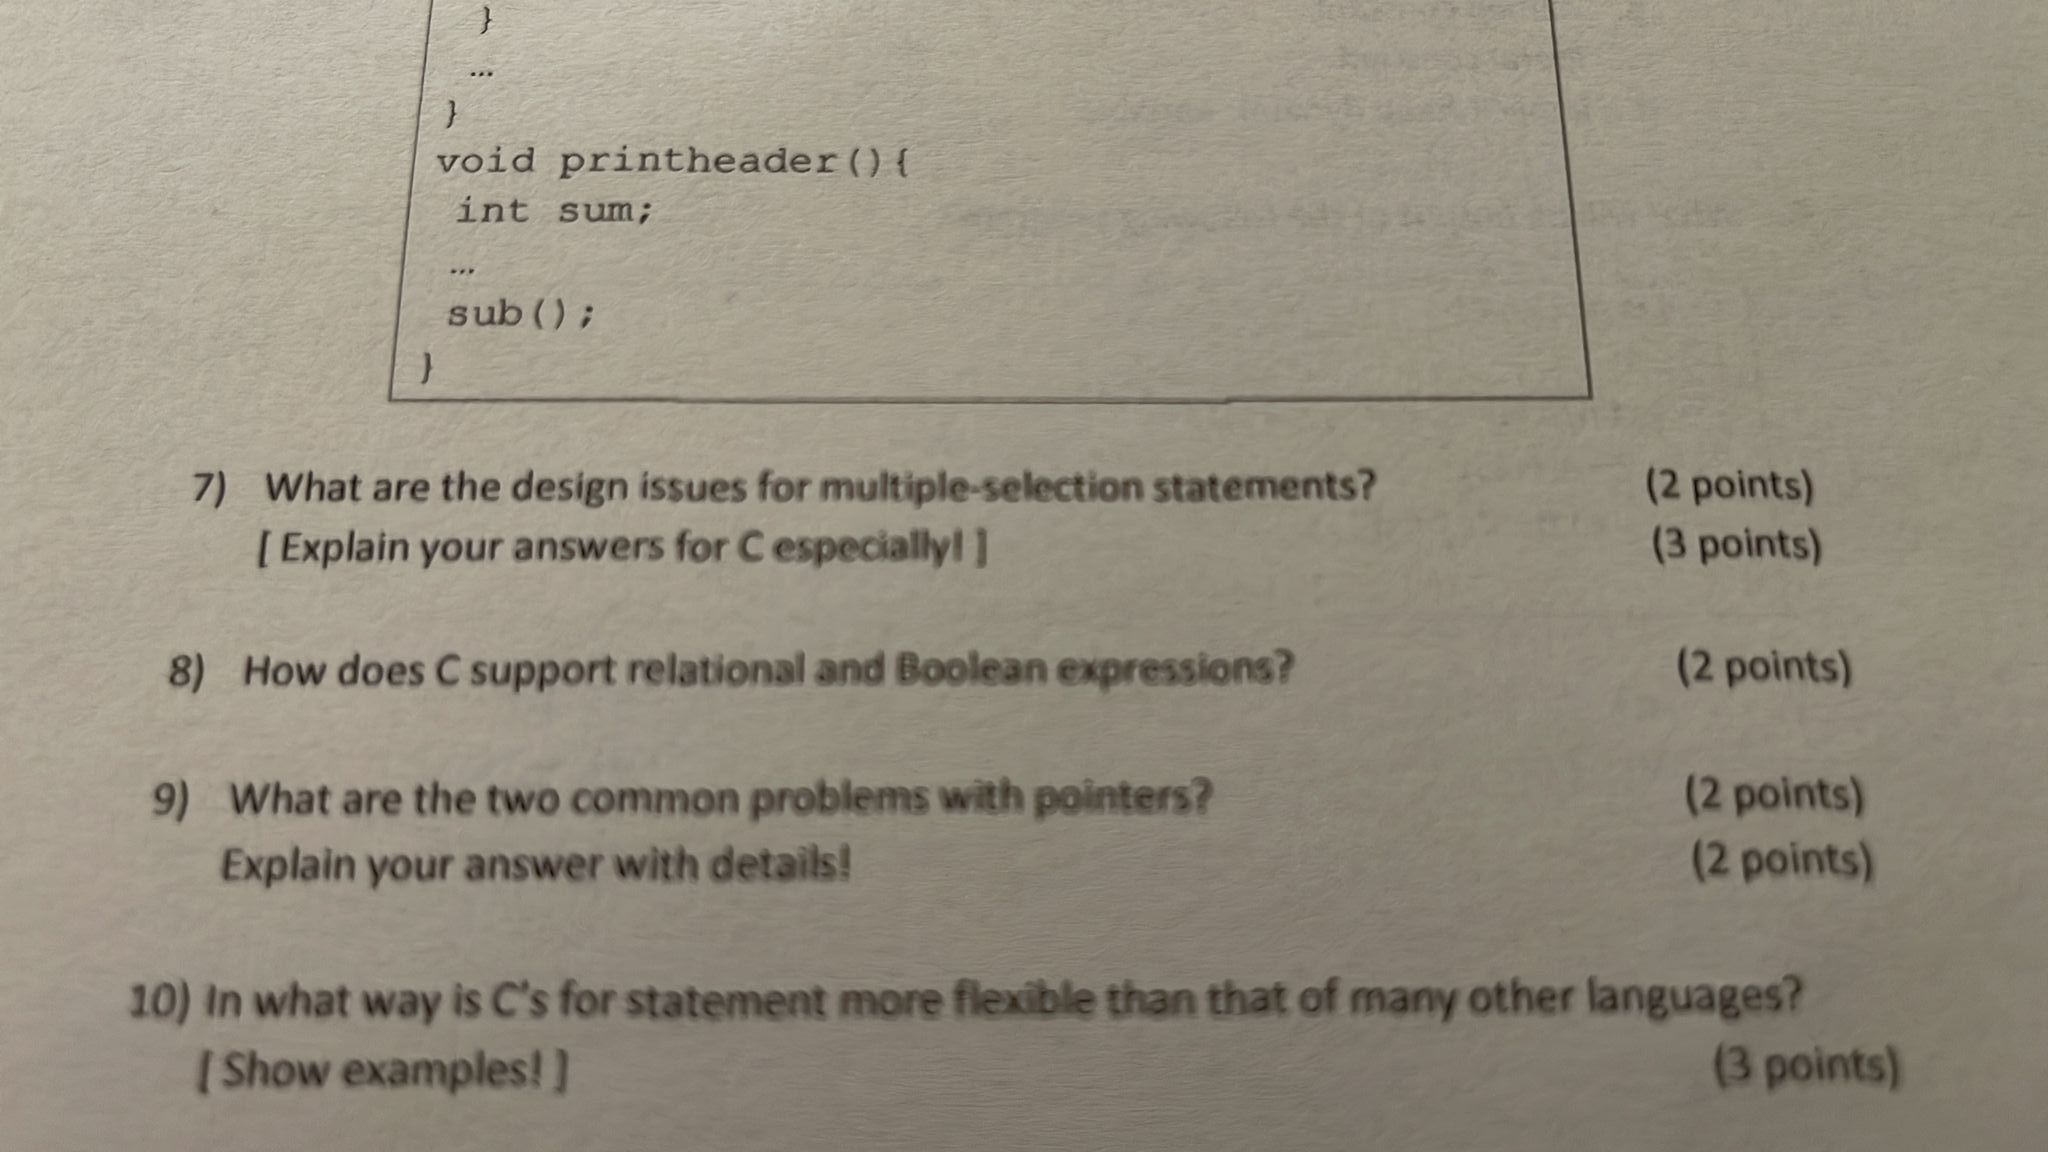 }
...
}
void printheader(){
int sum;
...
sub();
}
7) What are the design issues for multiple-selection statements? (2 points)
[ Explain your answers for C especially! ] (3 points)
8) How does C support relational and Boolean expressions? (2 points)
9) What are the two common problems with pointers? (2 points)
Explain your answer with details! (2 points)
10) In what way is C's for statement more flexible than that of many other languages?
[ Show examples! ] (3 points)